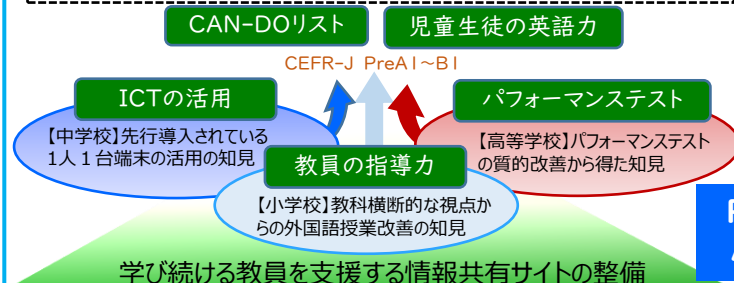 CAN-DOリスト
児童生徒の英語力
CEFR-J PreA1~B1
ICTの活用
【中学校】先行導入されている
1人1台端末の活用の知見
パフォーマンステスト
【高等学校】パフォーマンステスト
の質的改善から得た知見
教員の指導力
【小学校】教科横断的な視点か
らの外国語授業改善の知見
学び続ける教員を支援する情報共有サイトの整備